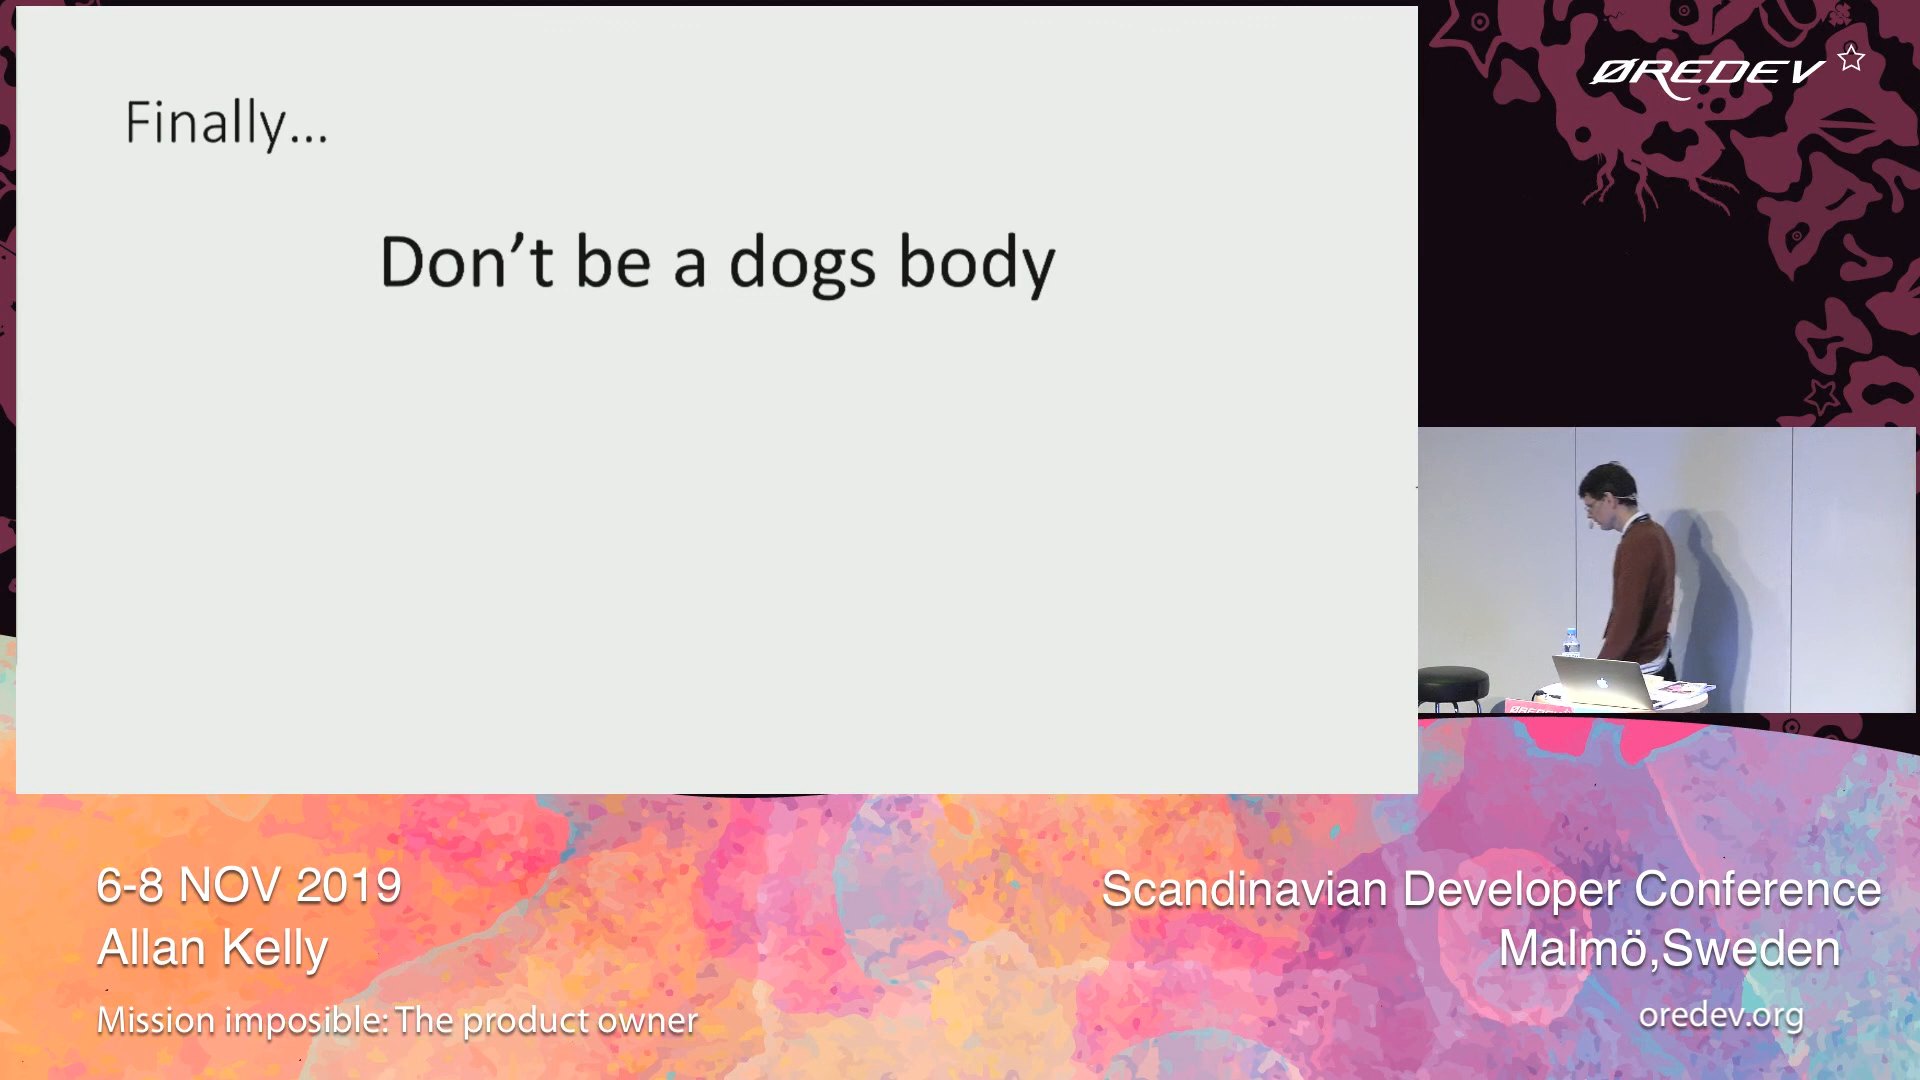 Finally...
Don’t be a dogs body
ØREDEV
ØREDEV
6-8 NOV 2019
Allan Kelly
Mission imposible: The product owner
Scandinavian Developer Conference
Malmö,Sweden
oredev.org